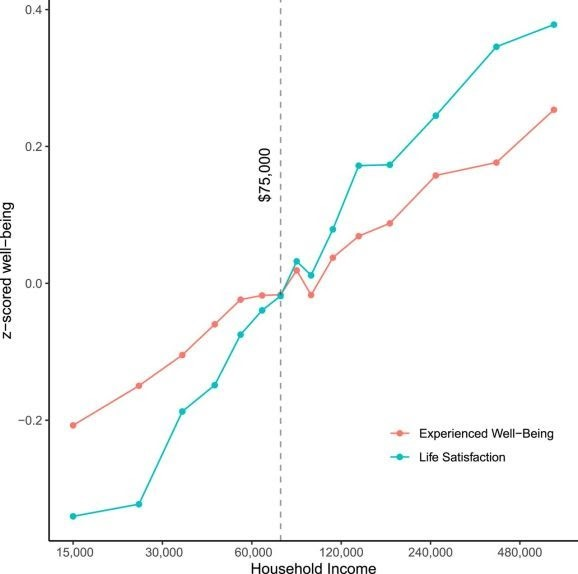 0.4
0.2
0.0
−0.2
z−scored well−being
$75,000
Experienced Well−Being
Life Satisfaction
15,000 30,000 60,000 120,000 240,000 480,000
Household Income